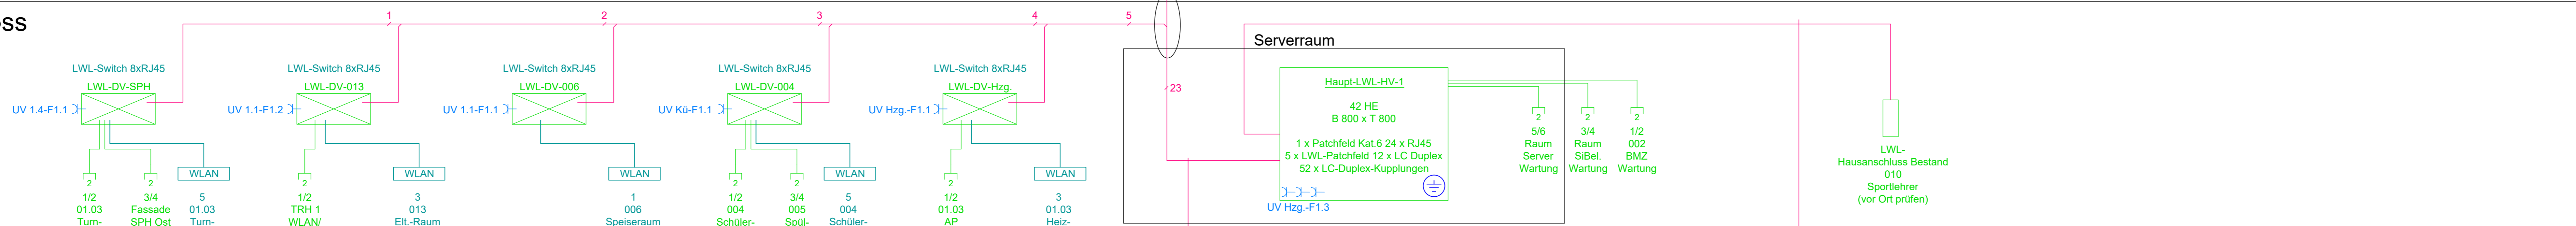 oss
1
2
3
4
5
Serverraum
LWL-Switch 8xRJ45
LWL-DV-SPH
UV 1.4-F1.1
2
1/2
01.03
Turn-
2
3/4
Fassade
SPH Ost
WLAN
5
01.03
Turn-
LWL-Switch 8xRJ45
LWL-DV-013
UV 1.1-F1.2
2
1/2
TRH 1
WLAN/
WLAN
3
013
Elt.-Raum
LWL-Switch 8xRJ45
LWL-DV-006
UV 1.1-F1.1
WLAN
1
006
Speiseraum
LWL-Switch 8xRJ45
LWL-DV-004
UV Kü-F1.1
2
1/2
004
Schüler-
2
3/4
005
Spül-
WLAN
5
004
Schüler-
LWL-Switch 8xRJ45
LWL-DV-Hzg.
UV Hzg.-F1.1
2
1/2
01.03
AP
WLAN
3
01.03
Heiz-
23
Haupt-LWL-HV-1
42 HE
B 800 x T 800
1 x Patchfeld Kat.6 24 x RJ45
5 x LWL-Patchfeld 12 x LC Duplex
52 x LC-Duplex-Kupplungen
UV Hzg.-F1.3
2
5/6
Raum
Server
Wartung
2
3/4
Raum
SiBel.
Wartung
2
1/2
002
BMZ
Wartung
LWL-
Hausanschluss Bestand
010
Sportlehrer
(vor Ort prüfen)